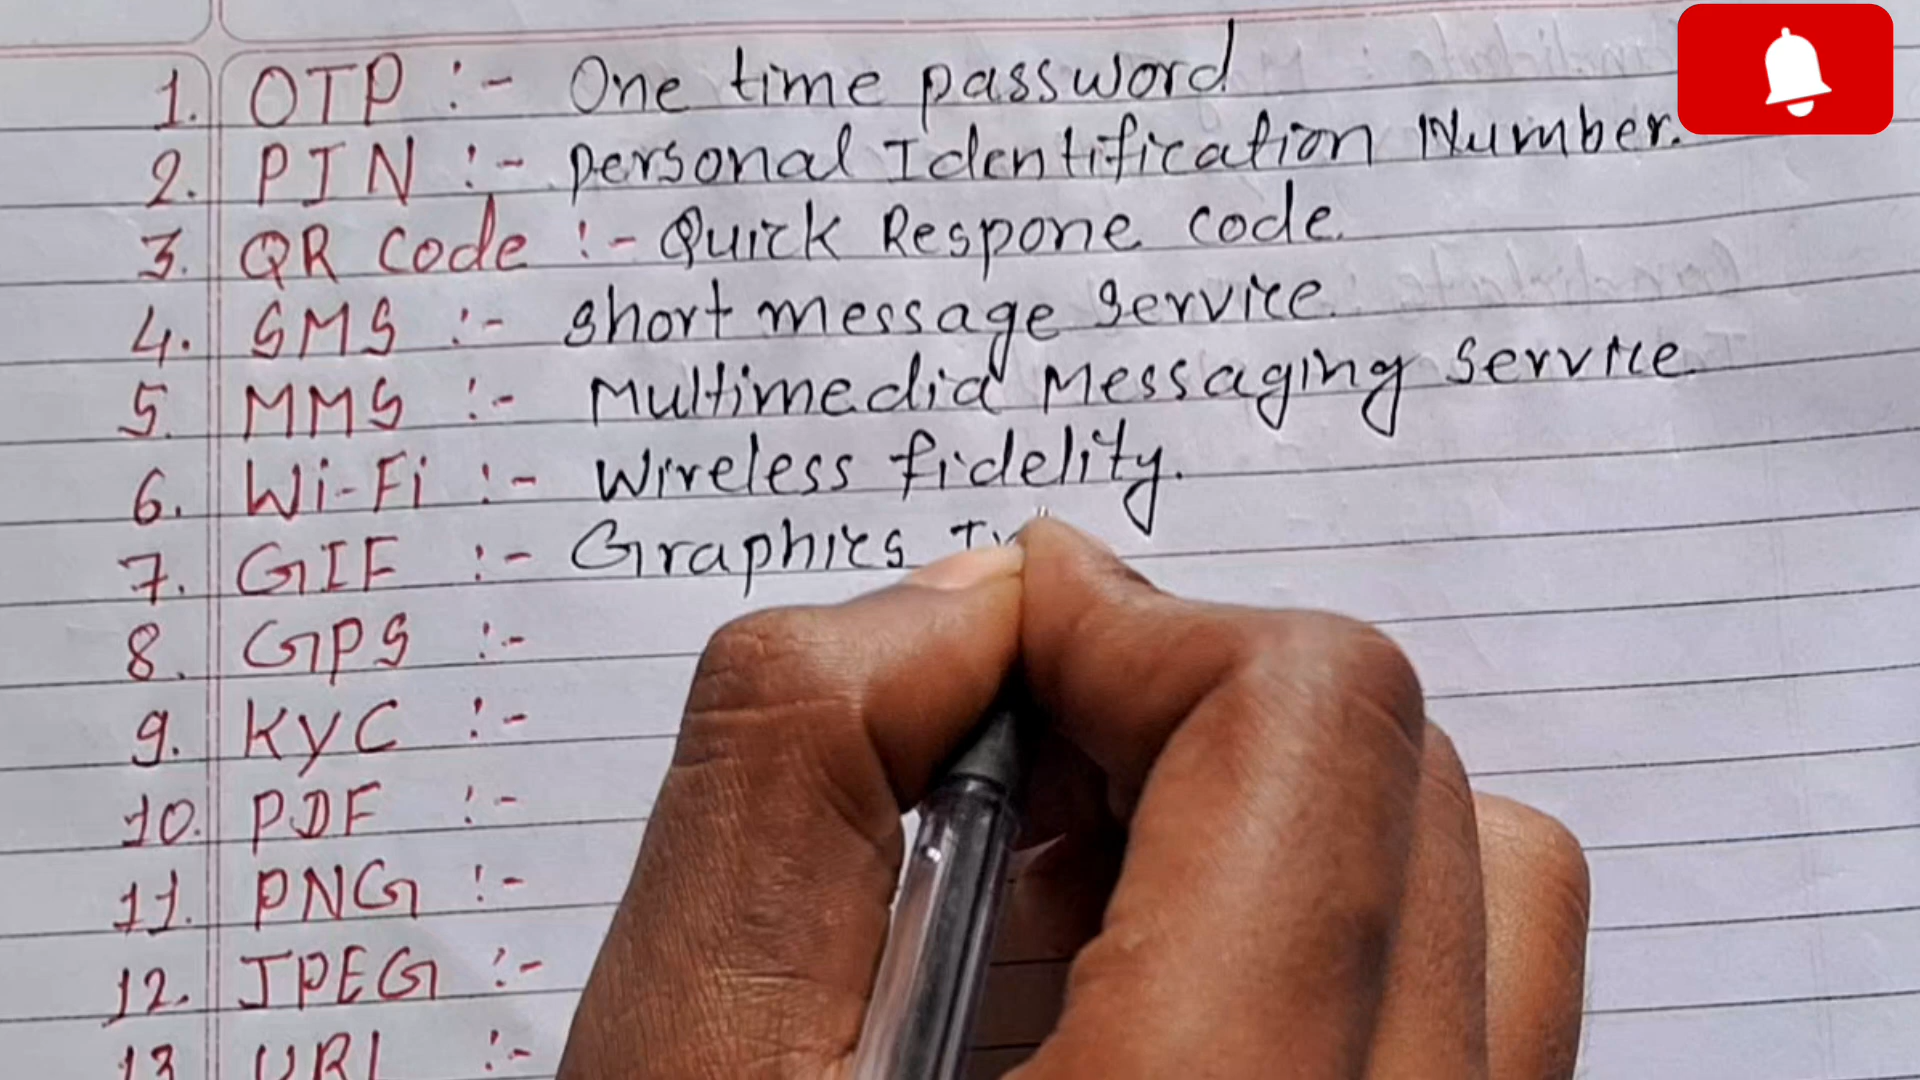 1. OTP :- One time password
2. PIN :- Personal Identification Number.
3. QR Code :- Quick Respone code.
4. SMS :- Short message Service.
5. MMS :- Multimedia Messaging Service.
6. Wi-Fi :- Wireless fidelity.
7. GIF :- Graphics
8. GPS :-
9. KYC :-
10. PDF :-
11. PNG :-
12. JPEG :-
13 URL :-